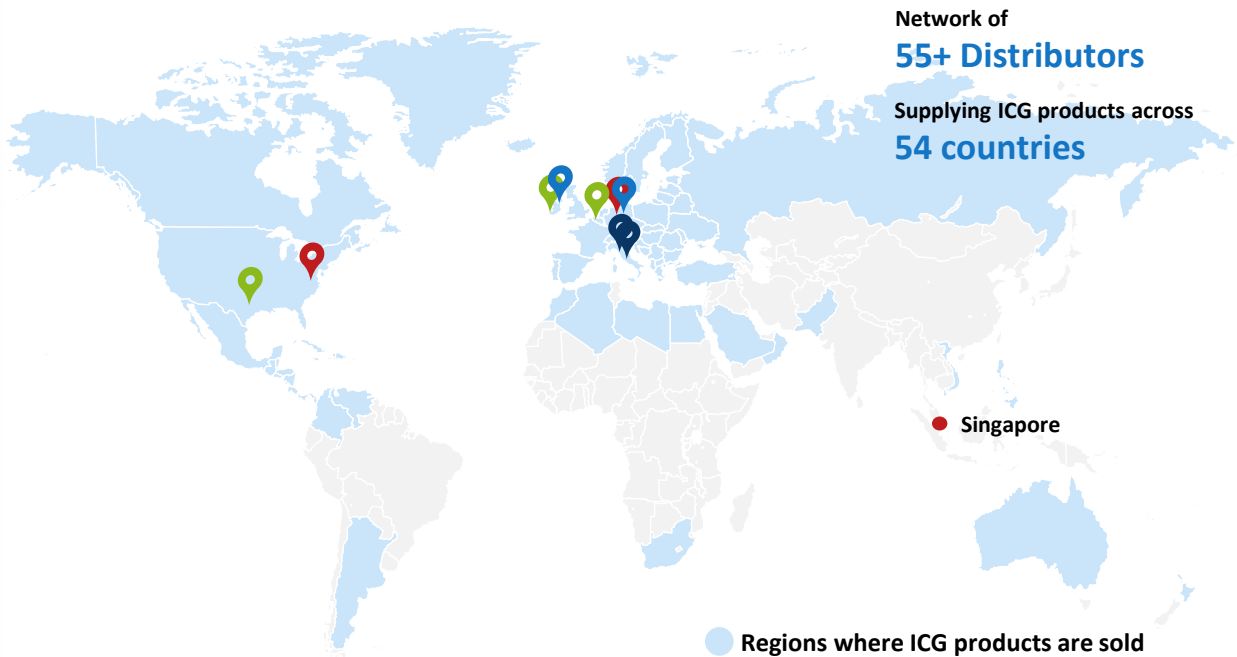 Network of
55+ Distributors
Supplying ICG products across
54 countries
Singapore
Regions where ICG products are sold